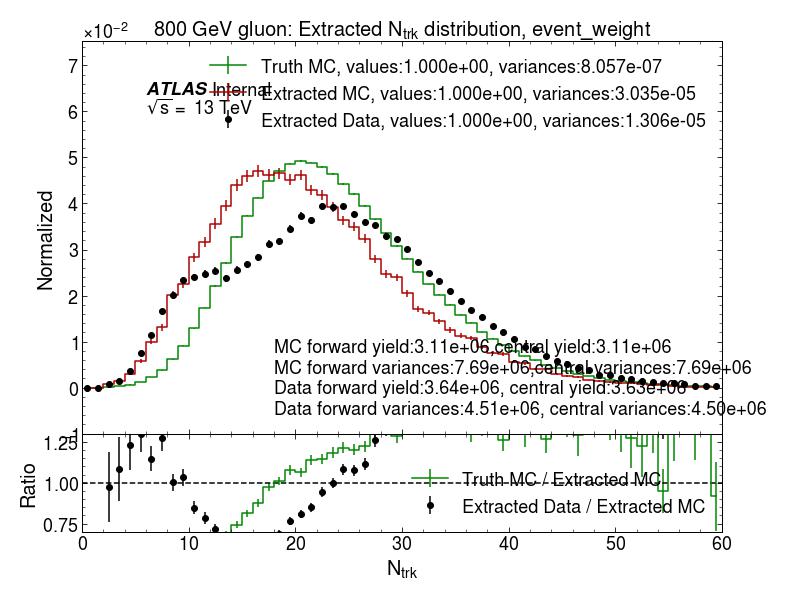 ×10⁻² 800 GeV gluon: Extracted N_trk distribution, event_weight
Truth MC, values:1.000e+00, variances:8.057e-07
ATLAS Internal
Extracted MC, values:1.000e+00, variances:3.035e-05
√s = 13 TeV
Extracted Data, values:1.000e+00, variances:1.306e-05
7
6
5
4
3
2
1
0
1
Normalized
MC forward yield:3.11e+06,central yield:3.11e+06
MC forward variances:7.69e+06,central variances:7.69e+06
Data forward yield:3.64e+06, central yield:3.63e+06
Data forward variances:4.51e+06, central variances:4.50e+06
1.25
1.00
0.75
Ratio
Truth MC / Extracted MC
Extracted Data / Extracted MC
0 10 20 30 40 50 60
N_trk